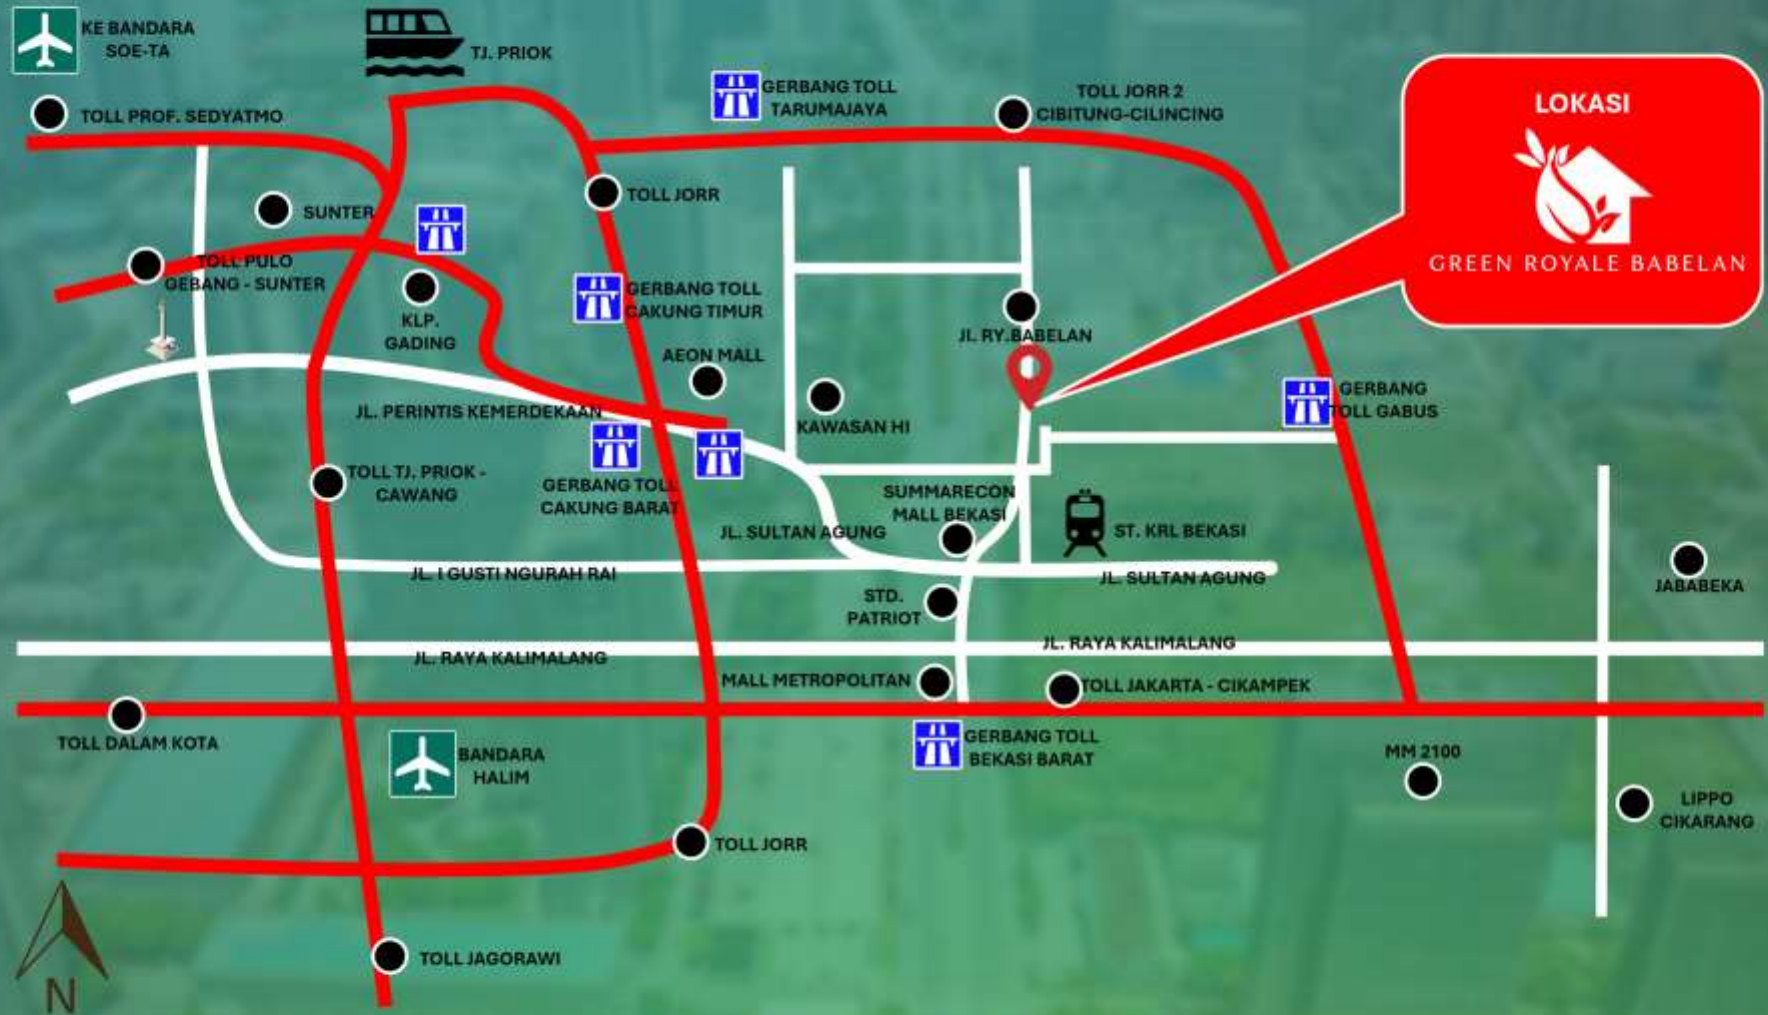 KE BANDARA
SOE-TA
TJ. PRIOK
TOLL PROF. SEDYATMO
GERBANG TOLL
TARUMAJAYA
TOLL JORR 2
CIBITUNG-CILINCING
LOKASI
GREEN ROYALE BABELAN
SUNTER
TOLL JORR
TOLL PULO
GEBANG - SUNTER
KLP.
GADING
GERBANG TOLL
CAKUNG TIMUR
JL. RY.BABELAN
AEON MALL
JL. PERINTIS KEMERDEKAAN
KAWASAN HI
GERBANG
TOLL GABUS
TOLL TJ. PRIOK -
CAWANG
GERBANG TOLL
CAKUNG BARAT
SUMMARECON
MALL BEKASI
JL. SULTAN AGUNG
ST. KRL BEKASI
JL. I GUSTI NGURAH RAI
JL. SULTAN AGUNG
JABABEKA
STD.
PATRIOT
JL. RAYA KALIMALANG
JL. RAYA KALIMALANG
MALL METROPOLITAN
TOLL JAKARTA - CIKAMPEK
TOLL DALAM KOTA
BANDARA
HALIM
GERBANG TOLL
BEKASI BARAT
MM 2100
LIPPO
CIKARANG
TOLL JORR
TOLL JAGORAWI
N